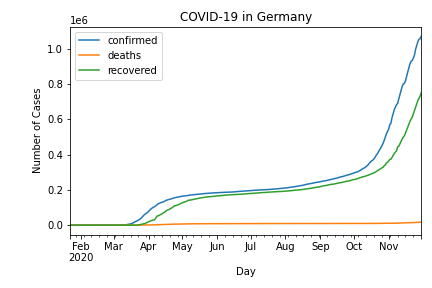 COVID-19 in Germany
1e6
confirmed
deaths
recovered
1.0
0.8
0.6
0.4
0.2
0.0
Number of Cases
Feb Mar Apr May Jun Jul Aug Sep Oct Nov
2020
Day